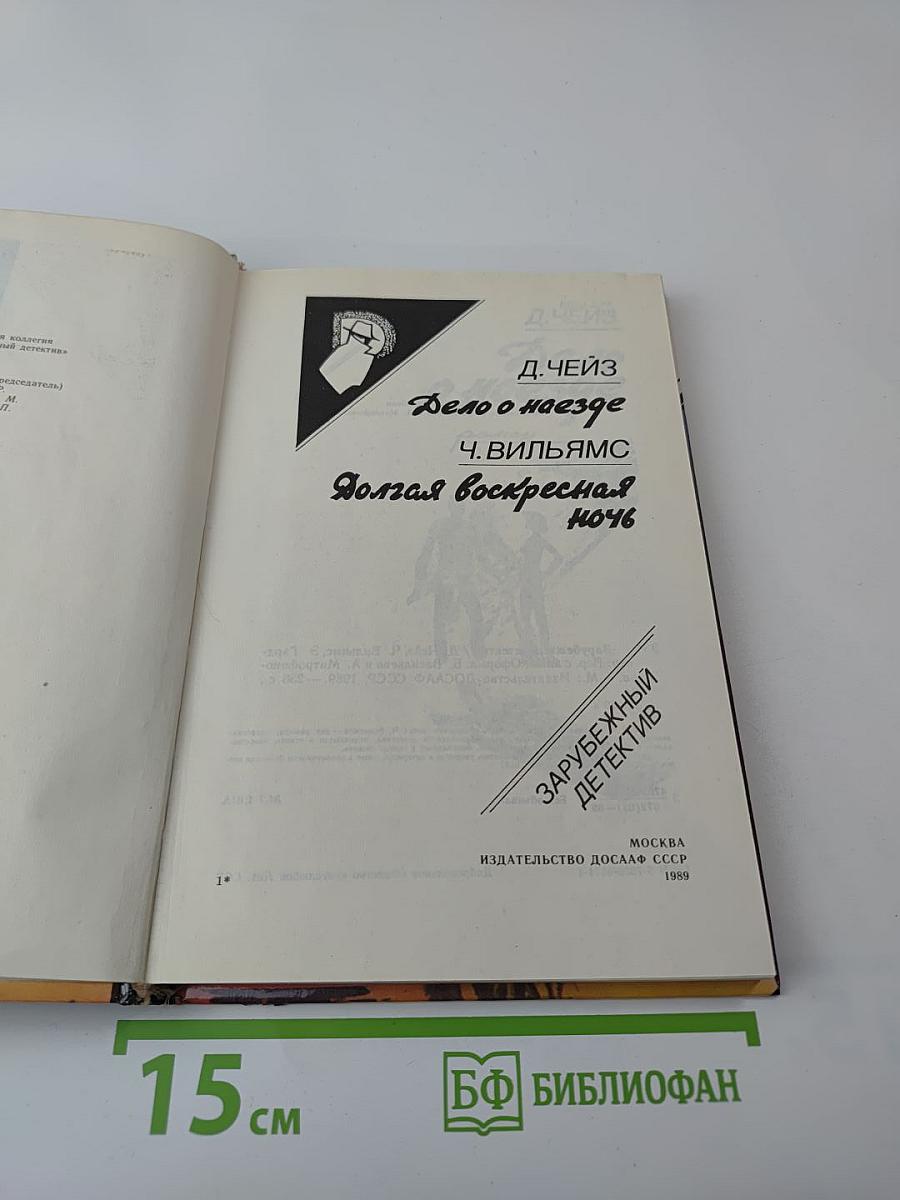 я коллегия
ный детектив»
редседатель)
Р.
М.
П.
Д. ЧЕЙЗ
Дело о наезде
Ч. ВИЛЬЯМС
Долгая воскресная
ночь
ЗАРУБЕЖНЫЙ
ДЕТЕКТИВ
МОСКВА
ИЗДАТЕЛЬСТВО ДОСААФ СССР
1989
1*
15 см
БФ БИБЛИОФАН